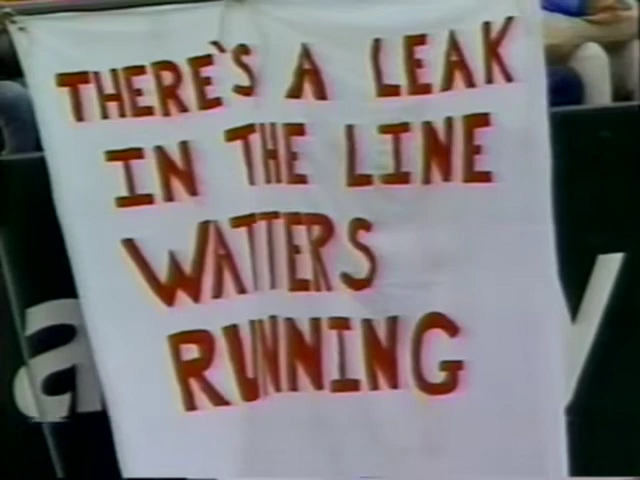 THERE'S A LEAK
IN THE LINE
WATTERS
RUNNING
a
y